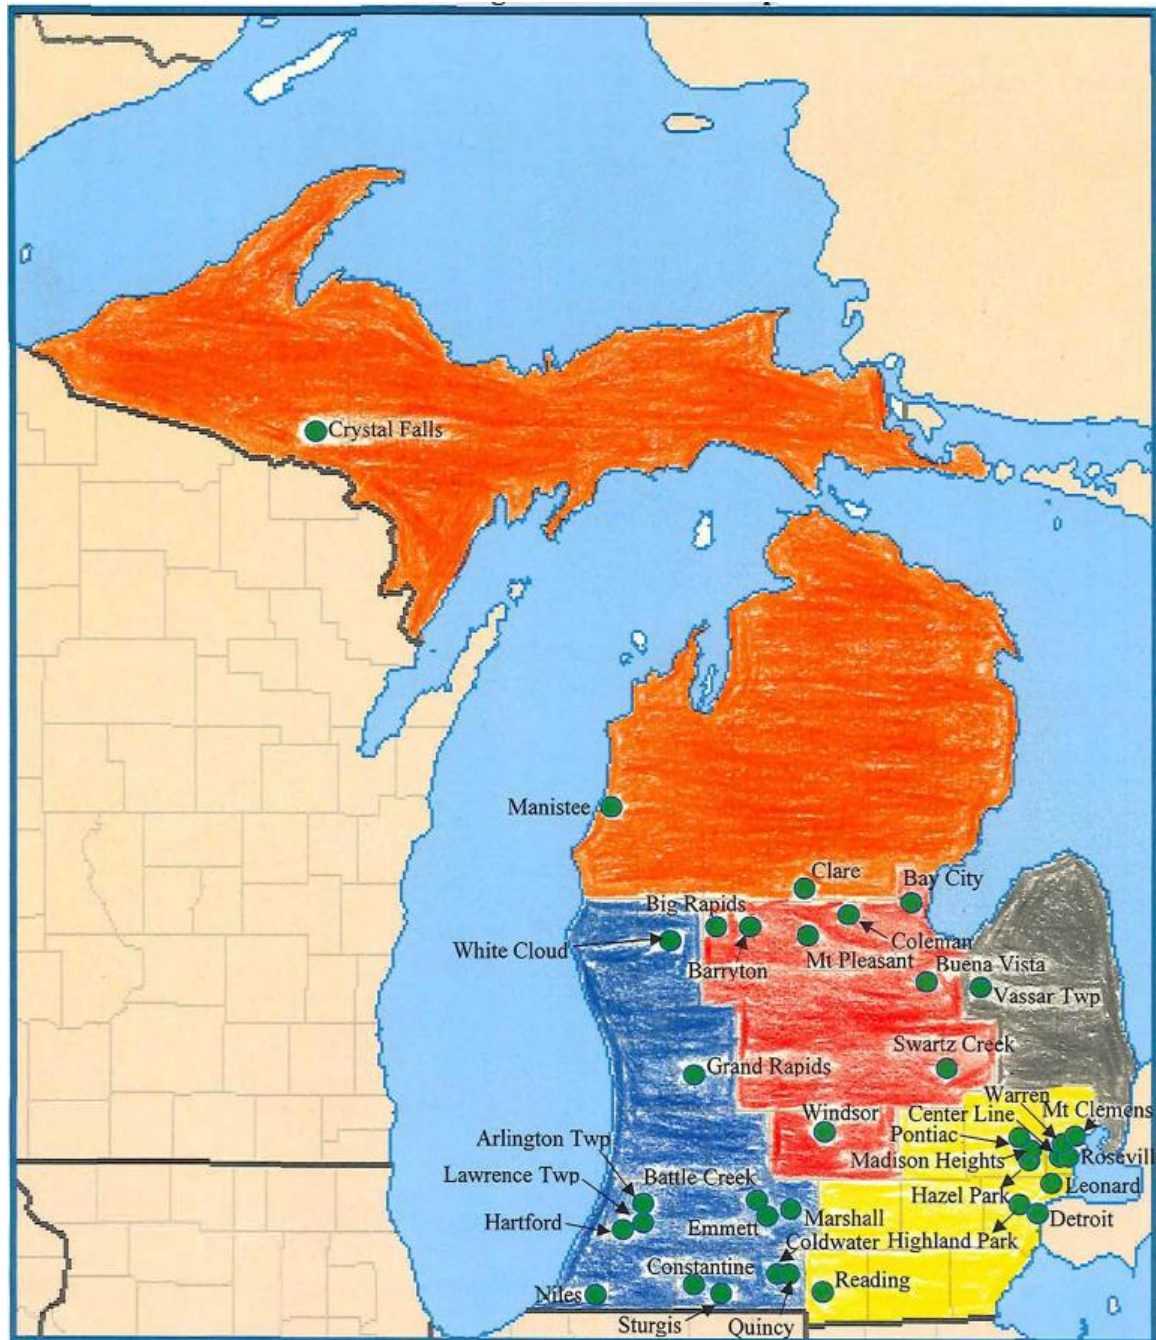 Crystal Falls
Manistee
Clare
Bay City
Big Rapids
White Cloud
Coleman
Barryton
Mt Pleasant
Buena Vista
Vassar Twp
Swartz Creek
Grand Rapids
Warren
Windsor
Center Line
Mt Clemens
Arlington Twp
Pontiac
Madison Heights
Rosevill
Lawrence Twp
Battle Creek
Hazel Park
Leonard
Hartford
Emmett
Marshall
Detroit
Coldwater
Highland Park
Constantine
Reading
Niles
Sturgis
Quincy